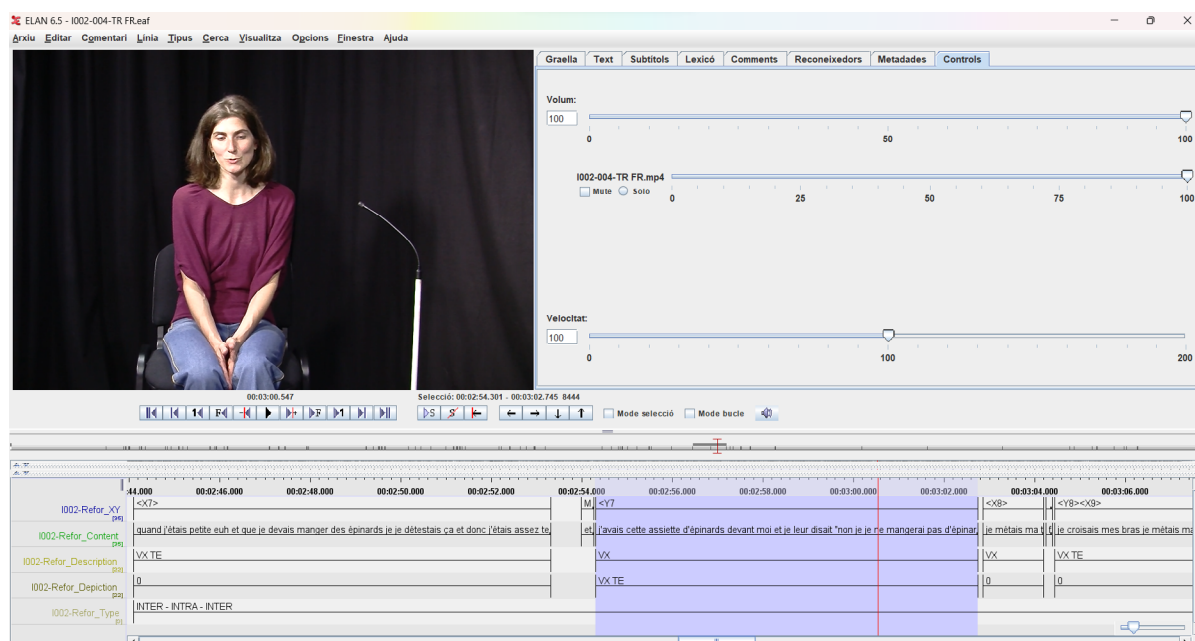 ELAN 6.5 - I002-004-TR FR.eaf
Arxiu Editar Comentari Línia Tipus Cerca Visualitza Opcions Finestra Ajuda
Graella Text Subtítols Lexicó Comments Reconeixedors Metadades Controls
Volum:
100
0 50 100
I002-004-TR FR.mp4
Mute Solo
0 25 50 75 100
Velocitat:
100
0 100 200
00:03:00.547
Selecció: 00:02:54.301 - 00:03:02.745 8444
Mode selecció Mode bucle
:44.000 00:02:46.000 00:02:48.000 00:02:50.000 00:02:52.000 00:02:54.000 00:02:56.000 00:02:58.000 00:03:00.000 00:03:02.000 00:03:04.000 00:03:06.000
I002-Refor_XY <X7> M <Y7 <X8> <Y8><X9>
I002-Refor_Content quand j'étais petite euh et que je devais manger des épinards je je détestais ça et donc j'étais assez te et j'avais cette assiette d'épinards devant moi et je leur disait "non je je ne mangerai pas d'épinar je mètais ma t je croisais mes bras je mètais ma
I002-Refor_Description VX TE VX VX VX TE
I002-Refor_Depiction 0 VX TE 0 0
I002-Refor_Type INTER - INTRA - INTER